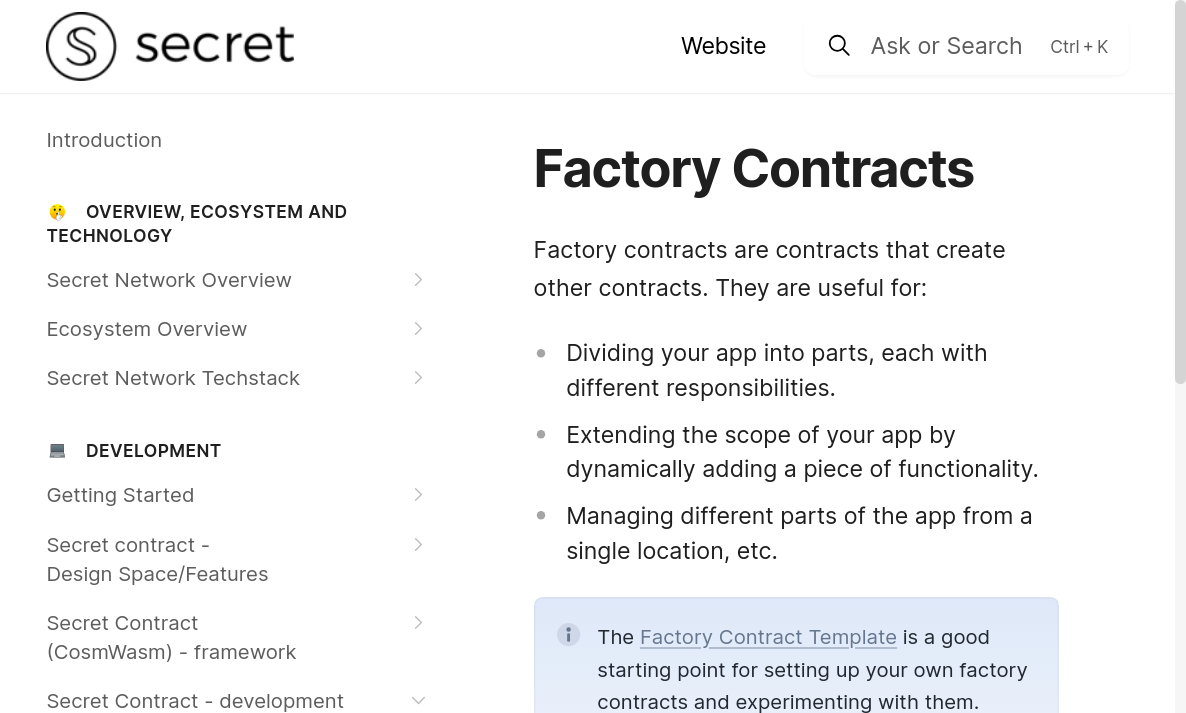 secret
Website
Ask or Search
Ctrl + K
Introduction
OVERVIEW, ECOSYSTEM AND
TECHNOLOGY
Secret Network Overview
Ecosystem Overview
Secret Network Techstack
DEVELOPMENT
Getting Started
Secret contract -
Design Space/Features
Secret Contract
(CosmWasm) - framework
Secret Contract - development
Factory Contracts
Factory contracts are contracts that create
other contracts. They are useful for:
Dividing your app into parts, each with
different responsibilities.
Extending the scope of your app by
dynamically adding a piece of functionality.
Managing different parts of the app from a
single location, etc.
The Factory Contract Template is a good
starting point for setting up your own factory
contracts and experimenting with them.